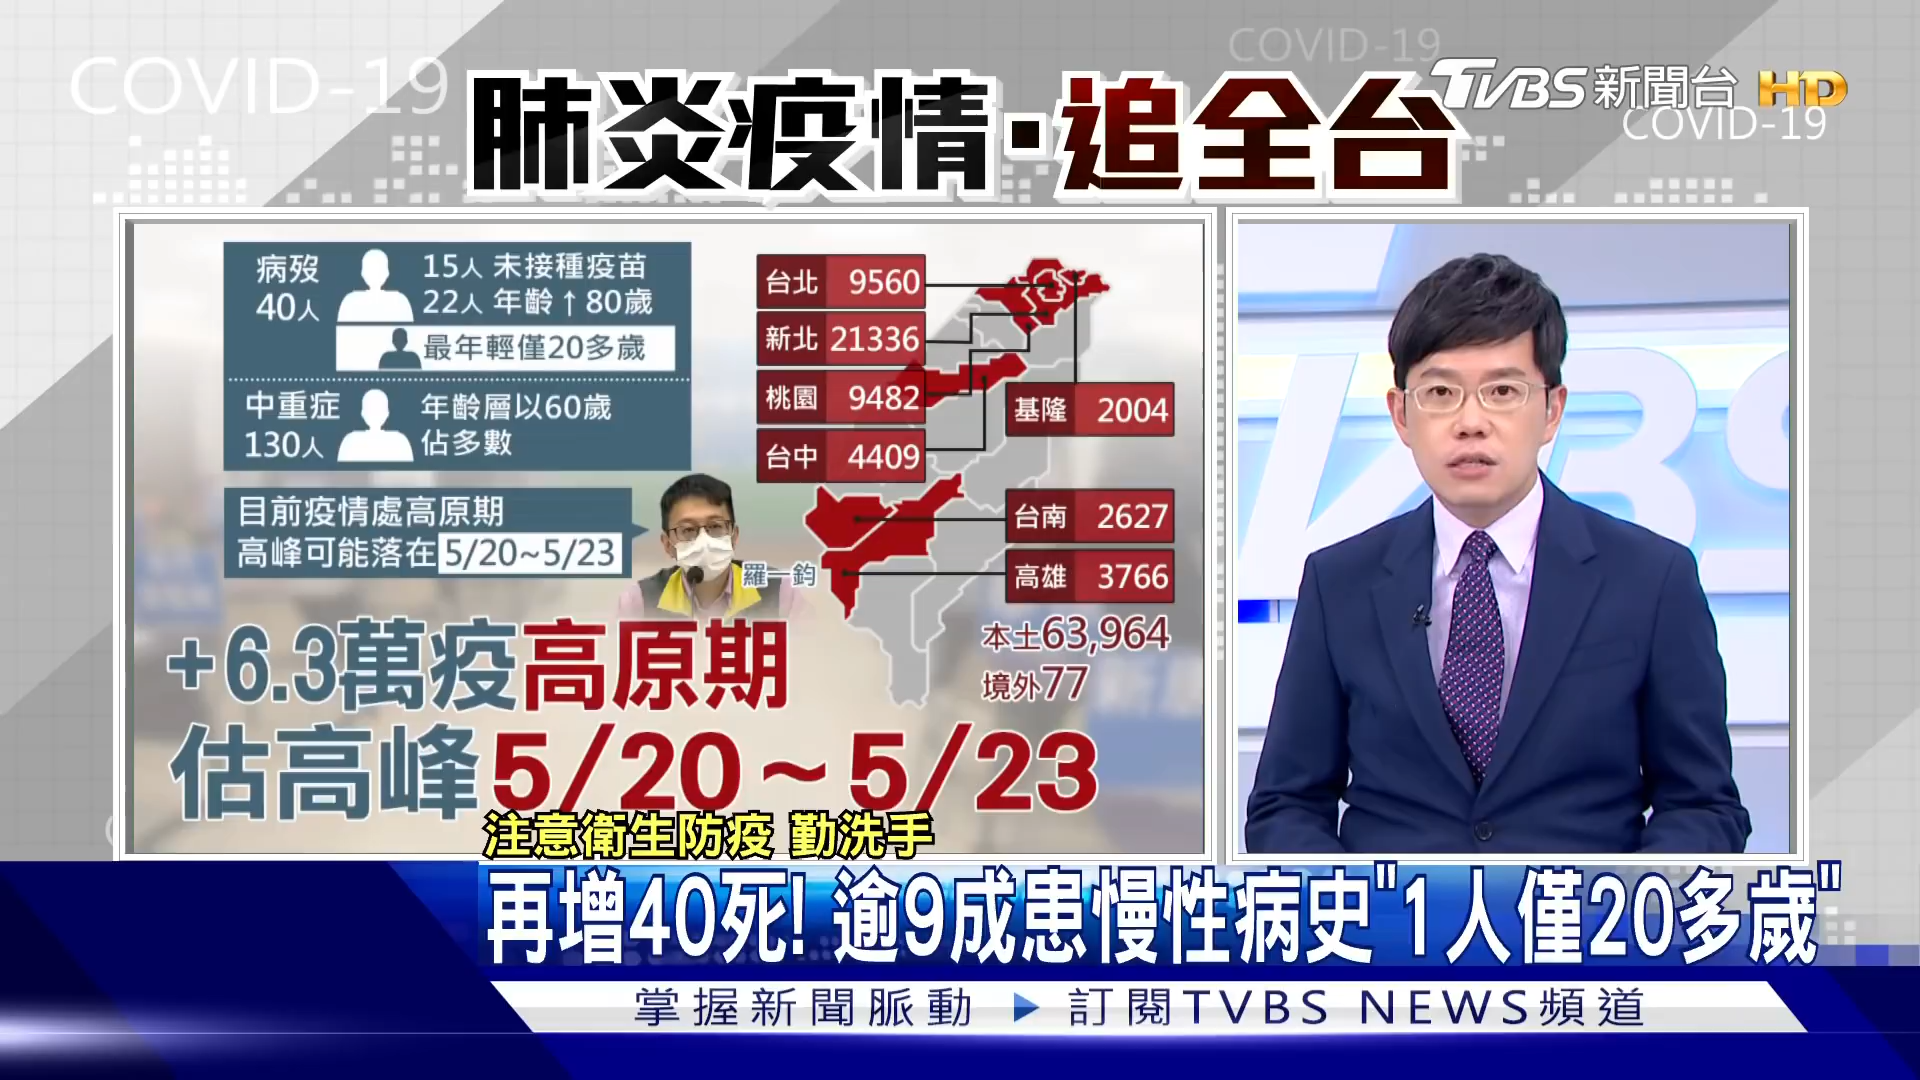 COVID-19
COVID-19
肺炎疫情·追全台
TVBS新聞台 HD
COVID-19
病歿
40人
15人 未接種疫苗
22人 年齡↑80歲
最年輕僅20多歲
中重症
130人
年齡層以60歲
佔多數
目前疫情處高原期
高峰可能落在5/20~5/23
羅一鈞
台北 9560
新北 21336
桃園 9482
台中 4409
基隆 2004
台南 2627
高雄 3766
本土63,964
境外77
+6.3萬疫高原期
估高峰5/20~5/23
注意衛生防疫 勤洗手
再增40死! 逾9成患慢性病史"1人僅20多歲"
掌握新聞脈動 ▶ 訂閱TVBS NEWS頻道